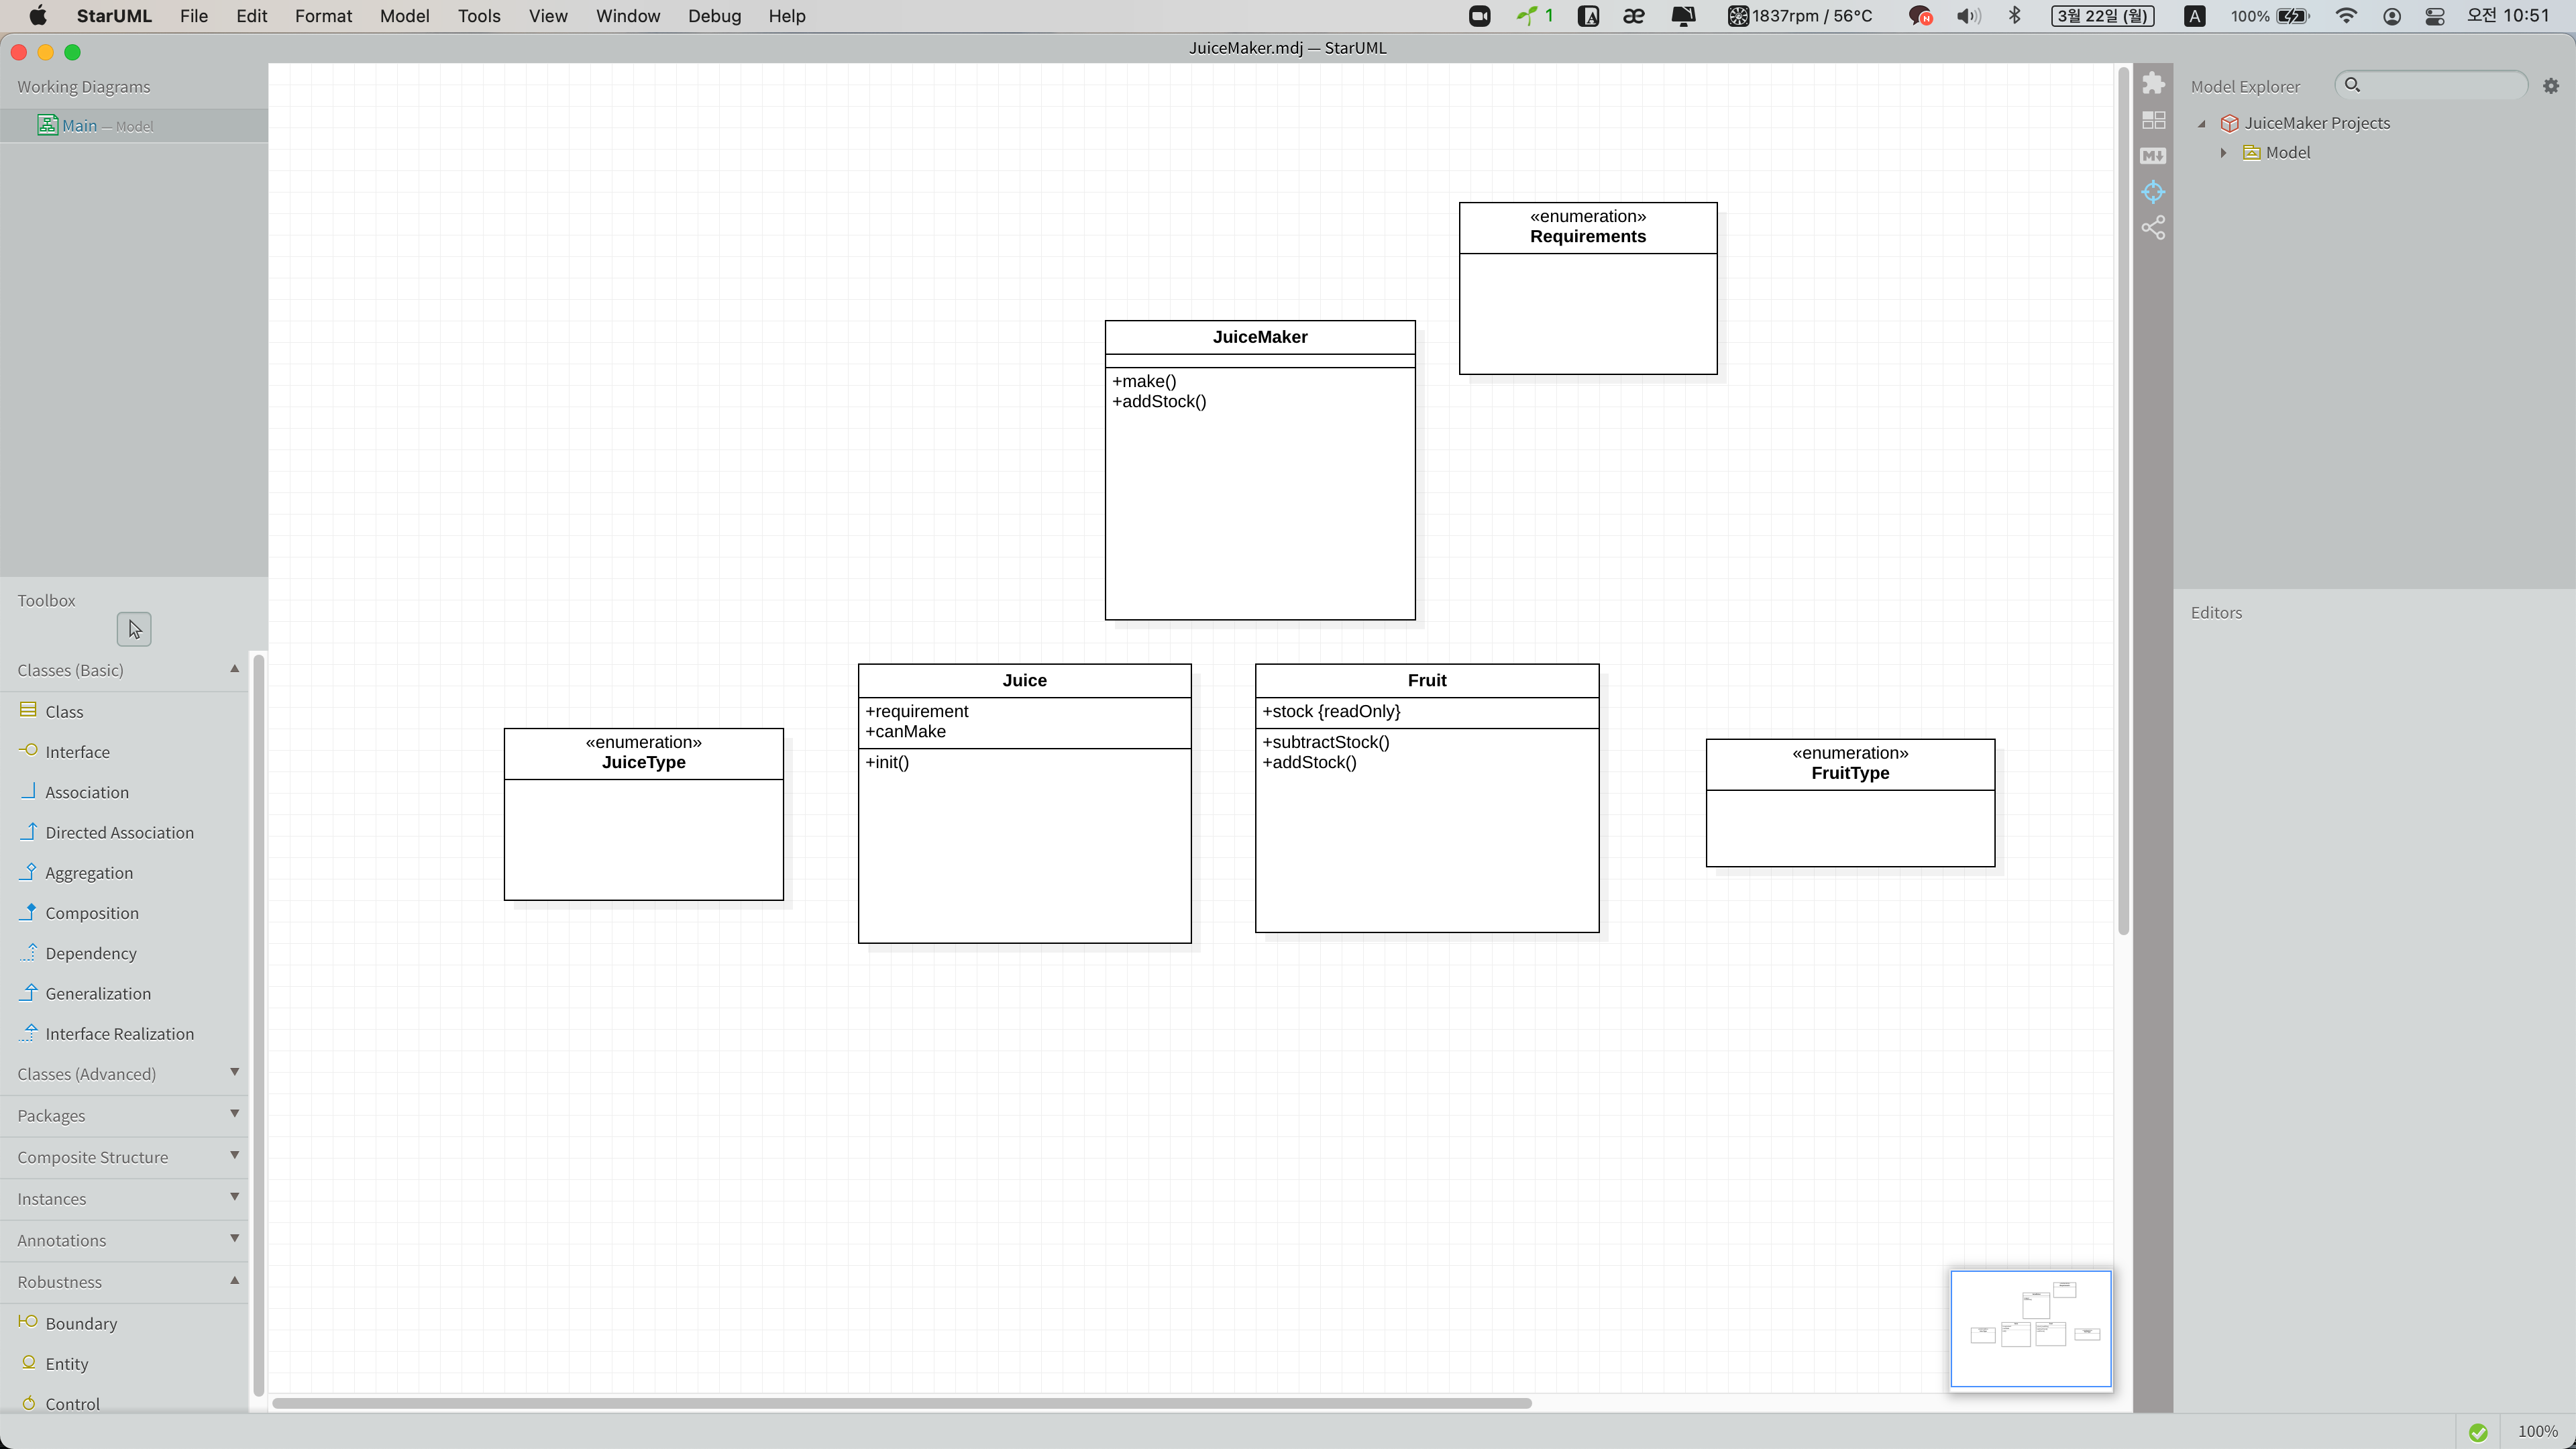 StarUML File Edit Format Model Tools View Window Debug Help 1 A æ 1837rpm / 56°C N 3월 22일 (월) A 100% 오전 10:51
JuiceMaker.mdj — StarUML
Working Diagrams
Main — Model
Toolbox
Classes (Basic)
Class
Interface
Association
Directed Association
Aggregation
Composition
Dependency
Generalization
Interface Realization
Classes (Advanced)
Packages
Composite Structure
Instances
Annotations
Robustness
Boundary
Entity
Control
«enumeration»
Requirements
JuiceMaker
+make()
+addStock()
«enumeration»
JuiceType
Juice
+requirement
+canMake
+init()
Fruit
+stock {readOnly}
+subtractStock()
+addStock()
«enumeration»
FruitType
M
Model Explorer
JuiceMaker Projects
Model
Editors
100%